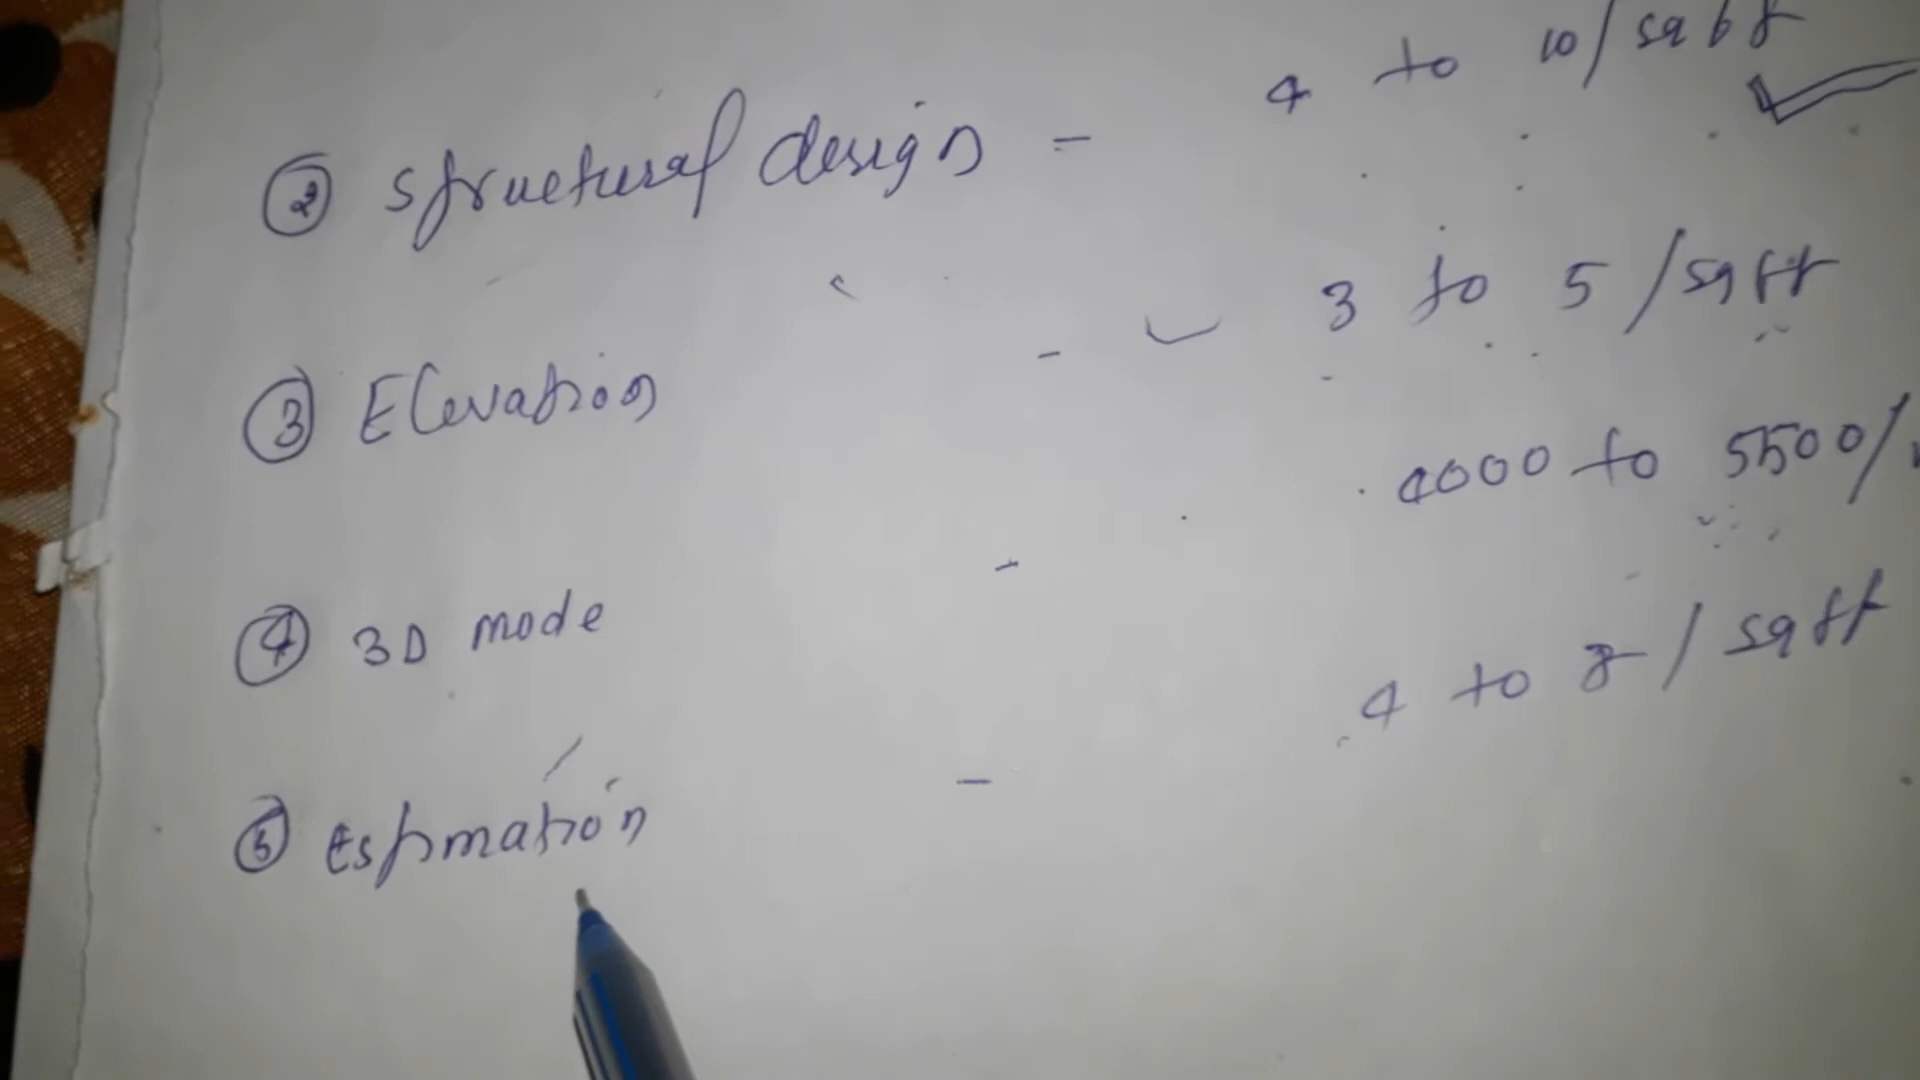 ② Structural design - 4 to 10/sqft
③ Elevation - 3 to 5/sqft
④ 3D mode - 4000 to 5500/
⑤ Estimation - 4 to 8/sqft